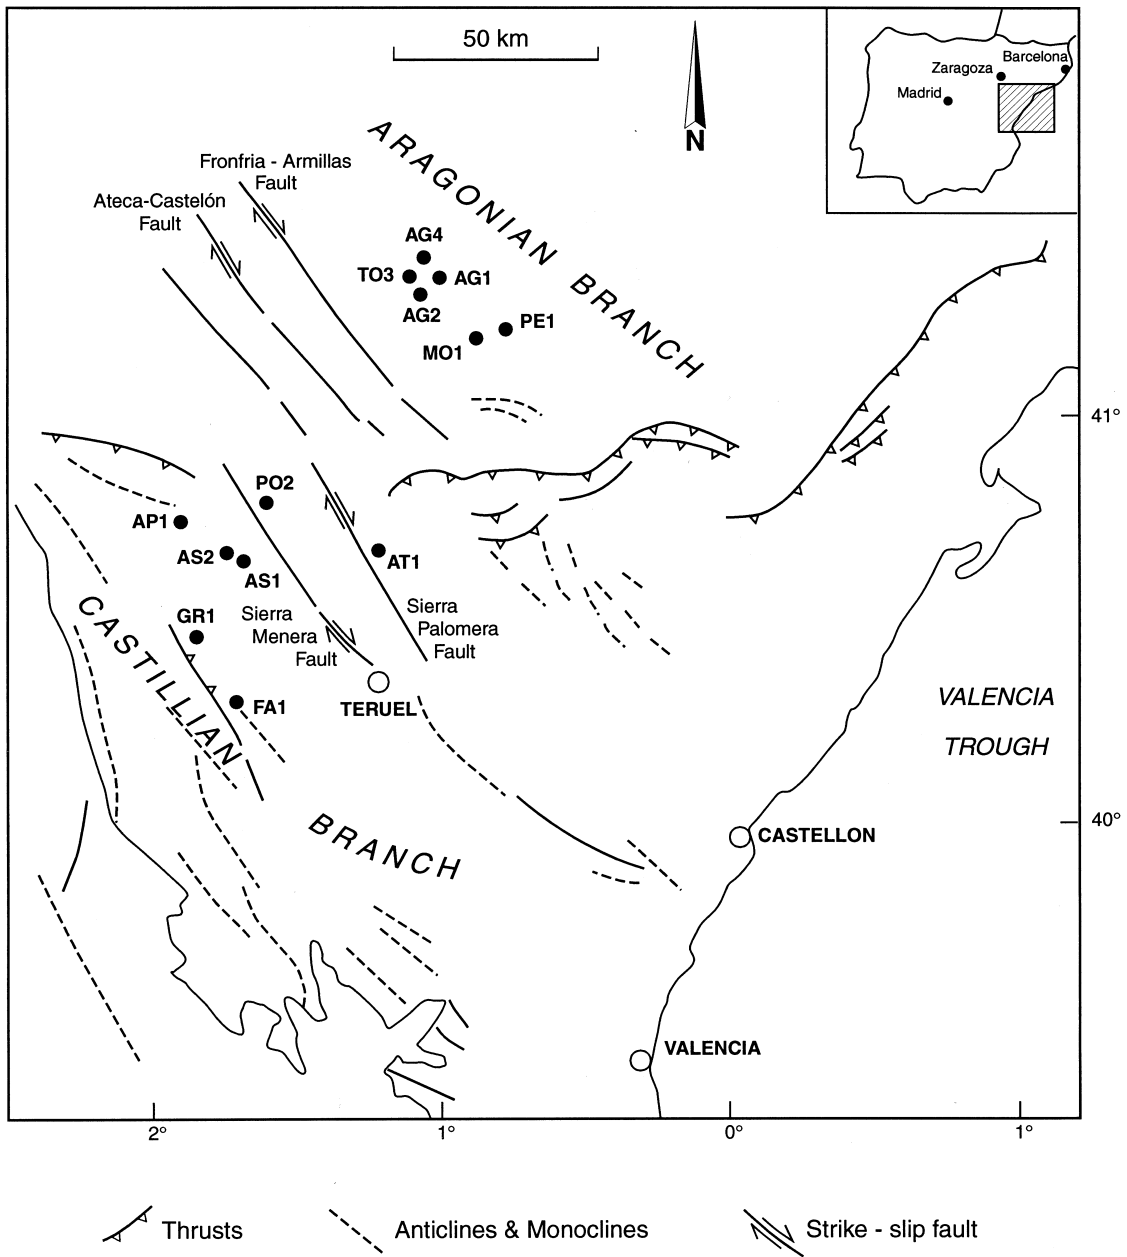 50 km
Barcelona
Zaragoza
Madrid
N
ARAGONIAN BRANCH
Fronfria - Armillas
Fault
Ateca-Castelón
Fault
AG4
TO3
AG1
AG2
PE1
MO1
41°
PO2
AP1
AS2
AS1
AT1
GR1
Sierra
Menera
Fault
Sierra
Palomera
Fault
CASTILLIAN
FA1
TERUEL
VALENCIA
TROUGH
40°
CASTELLON
BRANCH
VALENCIA
2°
1°
0°
1°
Thrusts
Anticlines & Monoclines
Strike - slip fault